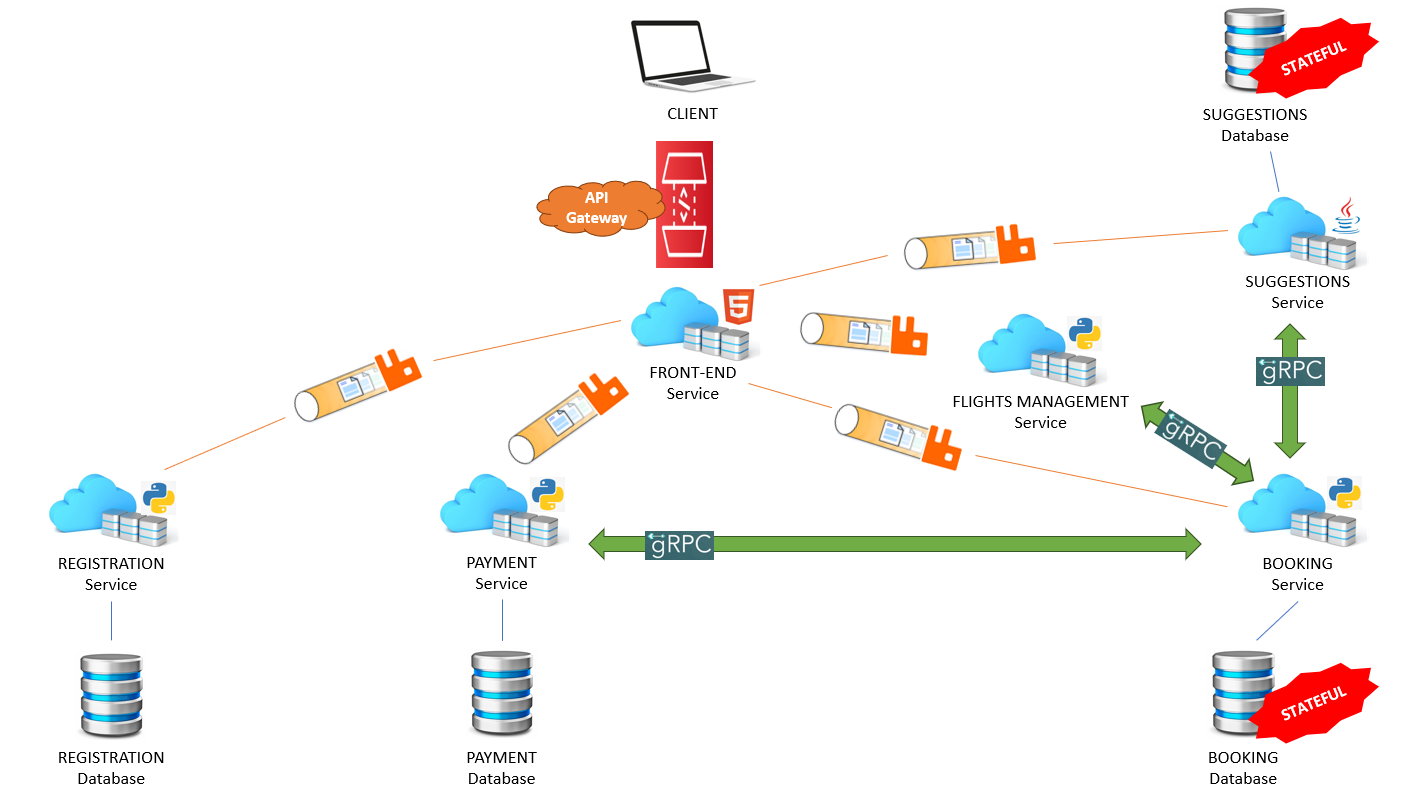 STATEFUL
CLIENT
SUGGESTIONS
Database
API
Gateway
SUGGESTIONS
Service
5
FRONT-END
Service
gRPC
FLIGHTS MANAGEMENT
Service
gRPC
REGISTRATION
Service
PAYMENT
Service
gRPC
BOOKING
Service
STATEFUL
REGISTRATION
Database
PAYMENT
Database
BOOKING
Database